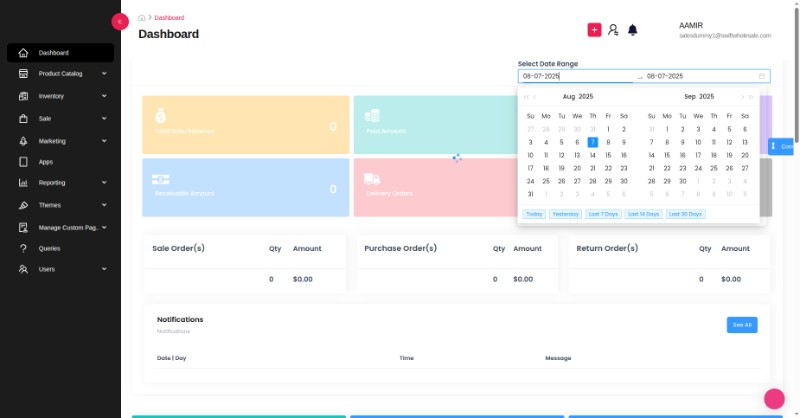 Dashboard
Dashboard
AAMIR
salesdummy1@swiftwholesale.com
Dashboard
Product Catalog
Inventory
Sale
Marketing
Apps
Reporting
Themes
Manage Custom Pag..
Queries
Users
Select Date Range
08-07-2025 → 08-07-2025
Aug 2025 Sep 2025
Su Mo Tu We Th Fr Sa Su Mo Tu We Th Fr Sa
27 28 29 30 31 1 2 31 1 2 3 4 5 6
3 4 5 6 7 8 9 7 8 9 10 11 12 13
10 11 12 13 14 15 16 14 15 16 17 18 19 20
17 18 19 20 21 22 23 21 22 23 24 25 26 27
24 25 26 27 28 29 30 28 29 30 1 2 3 4
31 1 2 3 4 5 6 5 6 7 8 9 10 11
Today Yesterday Last 7 Days Last 14 Days Last 30 Days
0
Paid Amount
Receivable Amount 0
Delivery Orders
Sale Order(s) Qty Amount
0 $0.00
Purchase Order(s) Qty Amount
0 $0.00
Return Order(s) Qty Amount
0 $0.00
Notifications
Notifications
See All
Date | Day Time Message